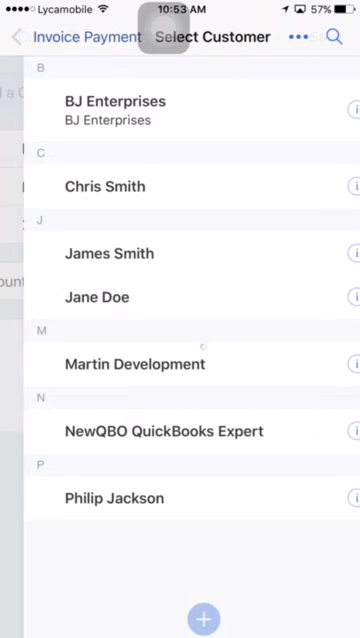 Lycamobile 10:53 AM 57%
Invoice Payment Select Customer
B
BJ Enterprises
BJ Enterprises
C
Chris Smith
J
James Smith
Jane Doe
M
Martin Development
N
NewQBO QuickBooks Expert
P
Philip Jackson